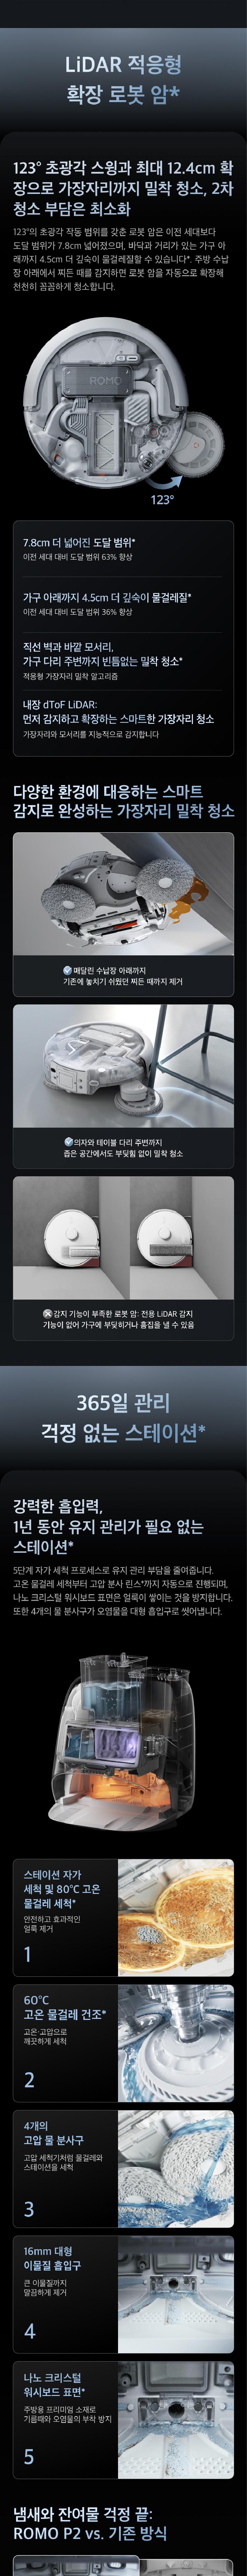 LiDAR 적응형
확장 로봇 암*
123° 초광각 스윙과 최대 12.4cm 확
장으로 가장자리까지 밀착 청소, 2차
청소 부담은 최소화
123°의 초광각 작동 범위를 갖춘 로봇 암은 이전 세대보다
도달 범위가 7.8cm 넓어졌으며, 바닥과 거리가 있는 가구 아
래까지 4.5cm 더 깊숙이 물걸레질할 수 있습니다*. 주방 수납
장 아래에서 찌든 때를 감지하면 로봇 암을 자동으로 확장해
천천히 꼼꼼하게 청소합니다.
ROMO
123°
7.8cm 더 넓어진 도달 범위*
이전 세대 대비 도달 범위 63% 향상
가구 아래까지 4.5cm 더 깊숙이 물걸레질*
이전 세대 대비 도달 범위 36% 향상
직선 벽과 바깥 모서리,
가구 다리 주변까지 빈틈없는 밀착 청소*
적응형 가장자리 밀착 알고리즘
내장 dToF LiDAR:
먼저 감지하고 확장하는 스마트한 가장자리 청소
가장자리와 모서리를 지능적으로 감지합니다
다양한 환경에 대응하는 스마트
감지로 완성하는 가장자리 밀착 청소
매달린 수납장 아래까지
기존에 놓치기 쉬웠던 찌든 때까지 제거
의자와 테이블 다리 주변까지
좁은 공간에서도 부딪힘 없이 밀착 청소
감지 기능이 부족한 로봇 암: 전용 LiDAR 감지
기능이 없어 가구에 부딪히거나 흠집을 낼 수 있음
365일 관리
걱정 없는 스테이션*
강력한 흡입력,
1년 동안 유지 관리가 필요 없는
스테이션*
5단계 자가 세척 프로세스로 유지 관리 부담을 줄여줍니다.
고온 물걸레 세척부터 고압 분사 린스*까지 자동으로 진행되며,
나노 크리스털 워시보드 표면은 얼룩이 쌓이는 것을 방지합니다.
또한 4개의 물 분사구가 오염물을 대형 흡입구로 씻어냅니다.
스테이션 자가
세척 및 80°C 고온
물걸레 세척*
안전하고 효과적인
얼룩 제거
1
60°C
고온 물걸레 건조*
고온·고압으로
깨끗하게 세척
2
4개의
고압 물 분사구
고압 세척기처럼 물걸레와
스테이션을 세척
3
16mm 대형
이물질 흡입구
큰 이물질까지
말끔하게 제거
4
나노 크리스털
워시보드 표면*
주방용 프리미엄 소재로
기름때와 오염물의 부착 방지
5
냄새와 잔여물 걱정 끝:
ROMO P2 vs. 기존 방식